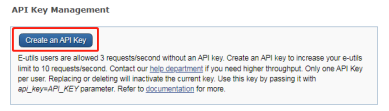 API Key Management
Create an API Key
E-utils users are allowed 3 requests/second without an API key. Create an API key to increase your e-utils
limit to 10 requests/second. Contact our help department if you need higher throughput. Only one API Key
per user. Replacing or deleting will inactivate the current key. Use this key by passing it with
api_key=API_KEY parameter. Refer to documentation for more.